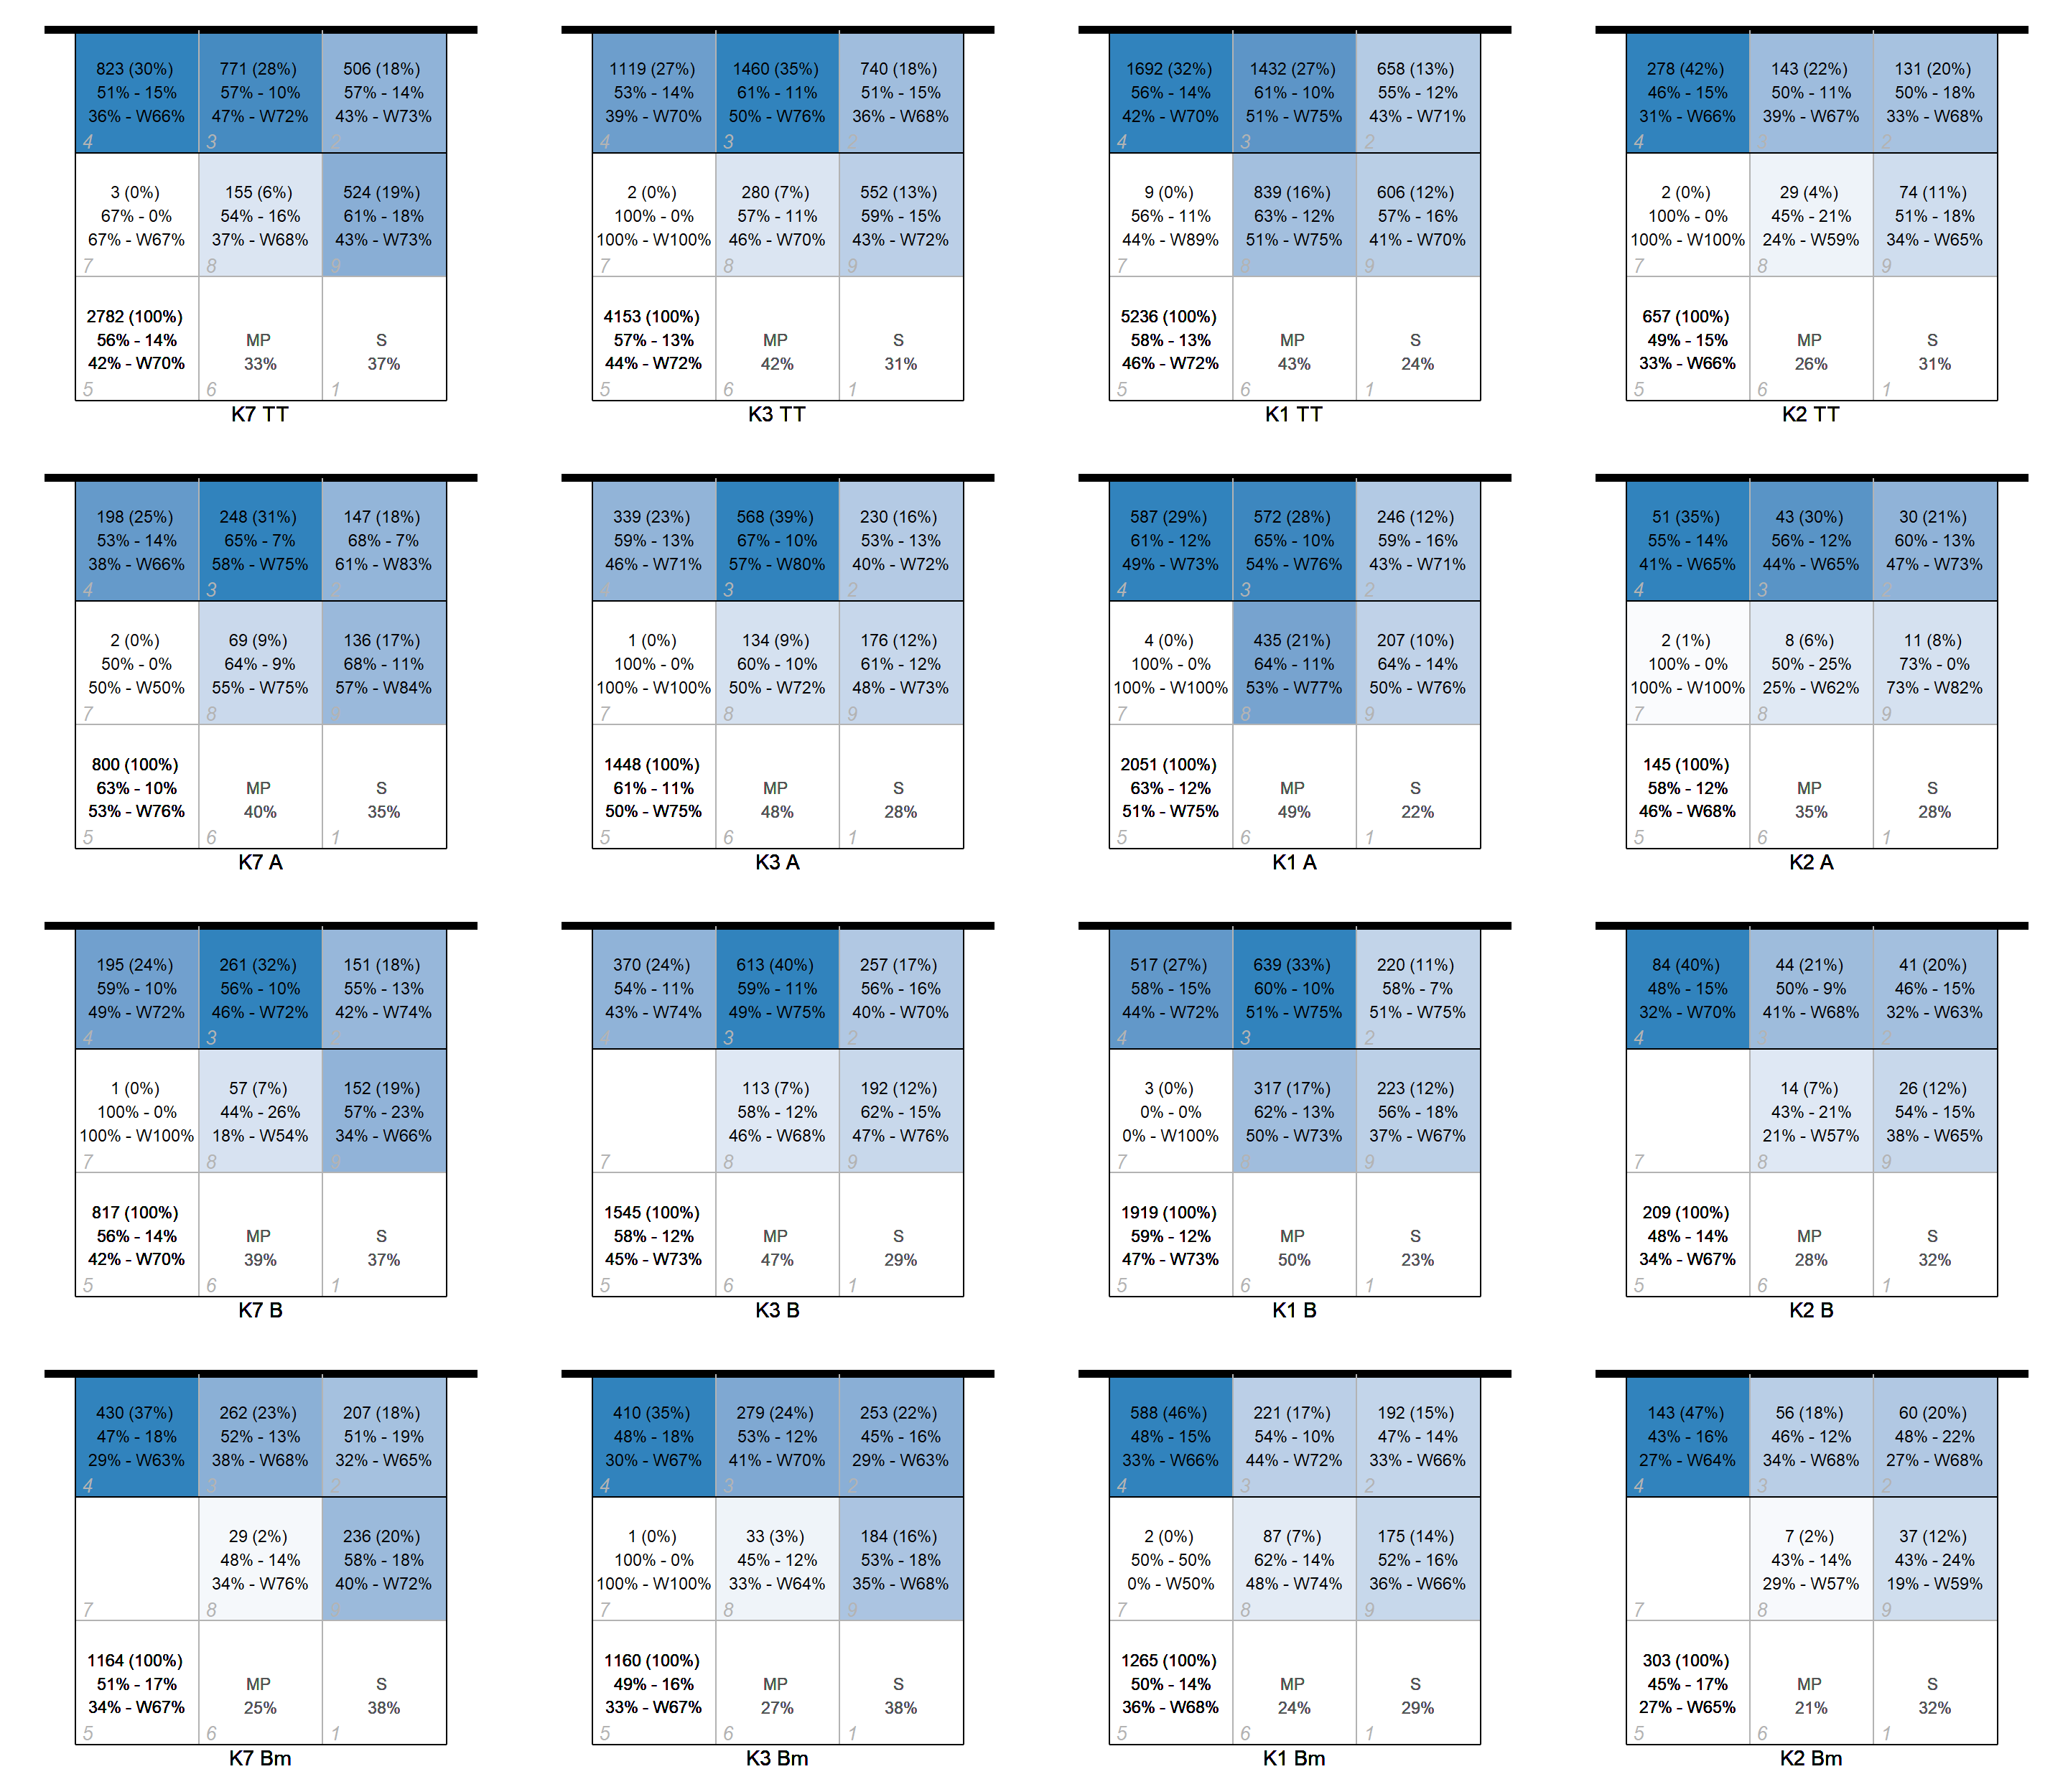 823 (30%)
51% - 15%
36% - W66%
4
771 (28%)
57% - 10%
47% - W72%
3
506 (18%)
57% - 14%
43% - W73%
2
3 (0%)
67% - 0%
67% - W67%
7
155 (6%)
54% - 16%
37% - W68%
8
524 (19%)
61% - 18%
43% - W73%
9
2782 (100%)
56% - 14%
42% - W70%
5
MP
33%
6
S
37%
1
K7 TT
1119 (27%)
53% - 14%
39% - W70%
4
1460 (35%)
61% - 11%
50% - W76%
3
740 (18%)
51% - 15%
36% - W68%
2
2 (0%)
100% - 0%
100% - W100%
7
280 (7%)
57% - 11%
46% - W70%
8
552 (13%)
59% - 15%
43% - W72%
9
4153 (100%)
57% - 13%
44% - W72%
5
MP
42%
6
S
31%
1
K3 TT
1692 (32%)
56% - 14%
42% - W70%
4
1432 (27%)
61% - 10%
51% - W75%
3
658 (13%)
55% - 12%
43% - W71%
2
9 (0%)
56% - 11%
44% - W89%
7
839 (16%)
63% - 12%
51% - W75%
8
606 (12%)
57% - 16%
41% - W70%
9
5236 (100%)
58% - 13%
46% - W72%
5
MP
43%
6
S
24%
1
K1 TT
278 (42%)
46% - 15%
31% - W66%
4
143 (22%)
50% - 11%
39% - W67%
3
131 (20%)
50% - 18%
33% - W68%
2
2 (0%)
100% - 0%
100% - W100%
7
29 (4%)
45% - 21%
24% - W59%
8
74 (11%)
51% - 18%
34% - W65%
9
657 (100%)
49% - 15%
33% - W66%
5
MP
26%
6
S
31%
1
K2 TT
198 (25%)
53% - 14%
38% - W66%
4
248 (31%)
65% - 7%
58% - W75%
3
147 (18%)
68% - 7%
61% - W83%
2
2 (0%)
50% - 0%
50% - W50%
7
69 (9%)
64% - 9%
55% - W75%
8
136 (17%)
68% - 11%
57% - W84%
9
800 (100%)
63% - 10%
53% - W76%
5
MP
40%
6
S
35%
1
K7 A
339 (23%)
59% - 13%
46% - W71%
4
568 (39%)
67% - 10%
57% - W80%
3
230 (16%)
53% - 13%
40% - W72%
2
1 (0%)
100% - 0%
100% - W100%
7
134 (9%)
60% - 10%
50% - W72%
8
176 (12%)
61% - 12%
48% - W73%
9
1448 (100%)
61% - 11%
50% - W75%
5
MP
48%
6
S
28%
1
K3 A
587 (29%)
61% - 12%
49% - W73%
4
572 (28%)
65% - 10%
54% - W76%
3
246 (12%)
59% - 16%
43% - W71%
2
4 (0%)
100% - 0%
100% - W100%
7
435 (21%)
64% - 11%
53% - W77%
8
207 (10%)
64% - 14%
50% - W76%
9
2051 (100%)
63% - 12%
51% - W75%
5
MP
49%
6
S
22%
1
K1 A
51 (35%)
55% - 14%
41% - W65%
4
43 (30%)
56% - 12%
44% - W65%
3
30 (21%)
60% - 13%
47% - W73%
2
2 (1%)
100% - 0%
100% - W100%
7
8 (6%)
50% - 25%
25% - W62%
8
11 (8%)
73% - 0%
73% - W82%
9
145 (100%)
58% - 12%
46% - W68%
5
MP
35%
6
S
28%
1
K2 A
195 (24%)
59% - 10%
49% - W72%
4
261 (32%)
56% - 10%
46% - W72%
3
151 (18%)
55% - 13%
42% - W74%
2
1 (0%)
100% - 0%
100% - W100%
7
57 (7%)
44% - 26%
18% - W54%
8
152 (19%)
57% - 23%
34% - W66%
9
817 (100%)
56% - 14%
42% - W70%
5
MP
39%
6
S
37%
1
K7 B
370 (24%)
54% - 11%
43% - W74%
4
613 (40%)
59% - 11%
49% - W75%
3
257 (17%)
56% - 16%
40% - W70%
2
7
113 (7%)
58% - 12%
46% - W68%
8
192 (12%)
62% - 15%
47% - W76%
9
1545 (100%)
58% - 12%
45% - W73%
5
MP
47%
6
S
29%
1
K3 B
517 (27%)
58% - 15%
44% - W72%
4
639 (33%)
60% - 10%
51% - W75%
3
220 (11%)
58% - 7%
51% - W75%
2
3 (0%)
0% - 0%
0% - W100%
7
317 (17%)
62% - 13%
50% - W73%
8
223 (12%)
56% - 18%
37% - W67%
9
1919 (100%)
59% - 12%
47% - W73%
5
MP
50%
6
S
23%
1
K1 B
84 (40%)
48% - 15%
32% - W70%
4
44 (21%)
50% - 9%
41% - W68%
3
41 (20%)
46% - 15%
32% - W63%
2
7
14 (7%)
43% - 21%
21% - W57%
8
26 (12%)
54% - 15%
38% - W65%
9
209 (100%)
48% - 14%
34% - W67%
5
MP
28%
6
S
32%
1
K2 B
430 (37%)
47% - 18%
29% - W63%
4
262 (23%)
52% - 13%
38% - W68%
3
207 (18%)
51% - 19%
32% - W65%
2
7
29 (2%)
48% - 14%
34% - W76%
8
236 (20%)
58% - 18%
40% - W72%
9
1164 (100%)
51% - 17%
34% - W67%
5
MP
25%
6
S
38%
1
K7 Bm
410 (35%)
48% - 18%
30% - W67%
4
279 (24%)
53% - 12%
41% - W70%
3
253 (22%)
45% - 16%
29% - W63%
2
1 (0%)
100% - 0%
100% - W100%
7
33 (3%)
45% - 12%
33% - W64%
8
184 (16%)
53% - 18%
35% - W68%
9
1160 (100%)
49% - 16%
33% - W67%
5
MP
27%
6
S
38%
1
K3 Bm
588 (46%)
48% - 15%
33% - W66%
4
221 (17%)
54% - 10%
44% - W72%
3
192 (15%)
47% - 14%
33% - W66%
2
2 (0%)
50% - 50%
0% - W50%
7
87 (7%)
62% - 14%
48% - W74%
8
175 (14%)
52% - 16%
36% - W66%
9
1265 (100%)
50% - 14%
36% - W68%
5
MP
24%
6
S
29%
1
K1 Bm
143 (47%)
43% - 16%
27% - W64%
4
56 (18%)
46% - 12%
34% - W68%
3
60 (20%)
48% - 22%
27% - W68%
2
7
7 (2%)
43% - 14%
29% - W57%
8
37 (12%)
43% - 24%
19% - W59%
9
303 (100%)
45% - 17%
27% - W65%
5
MP
21%
6
S
32%
1
K2 Bm